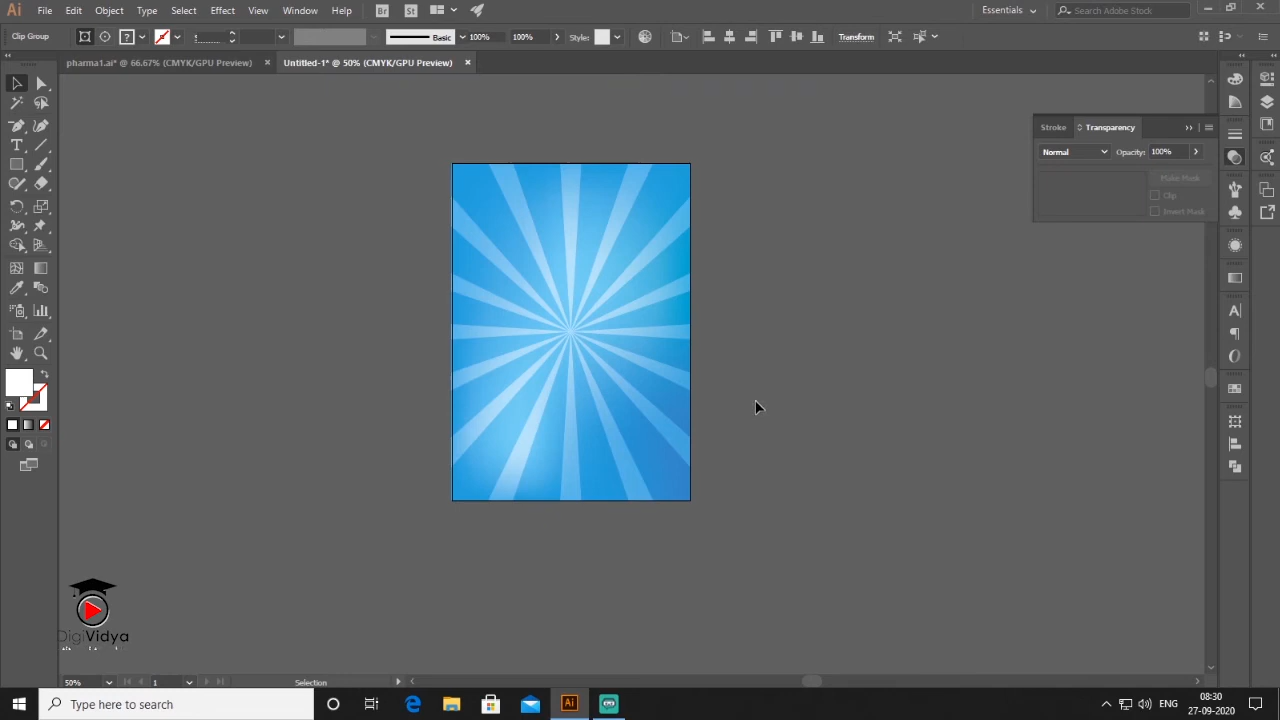 Ai File Edit Object Type Select Effect View Window Help Br St Essentials Search Adobe Stock
Clip Group Basic 100% 100% Style: Transform
pharma1.ai* @ 66.67% (CMYK/GPU Preview) × Untitled-1* @ 50% (CMYK/GPU Preview) ×
Stroke Transparency
Normal Opacity: 100%
Make Mask
Clip
Invert Mask
DigiVidya
50% 1 Selection
Type here to search Ai ENG 08:30
27-09-2020